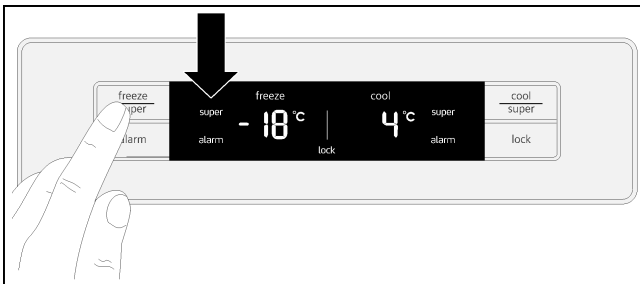 freeze
super
alarm
freeze
super
alarm
-18°C
lock
cool
4°C
super
alarm
cool
super
lock